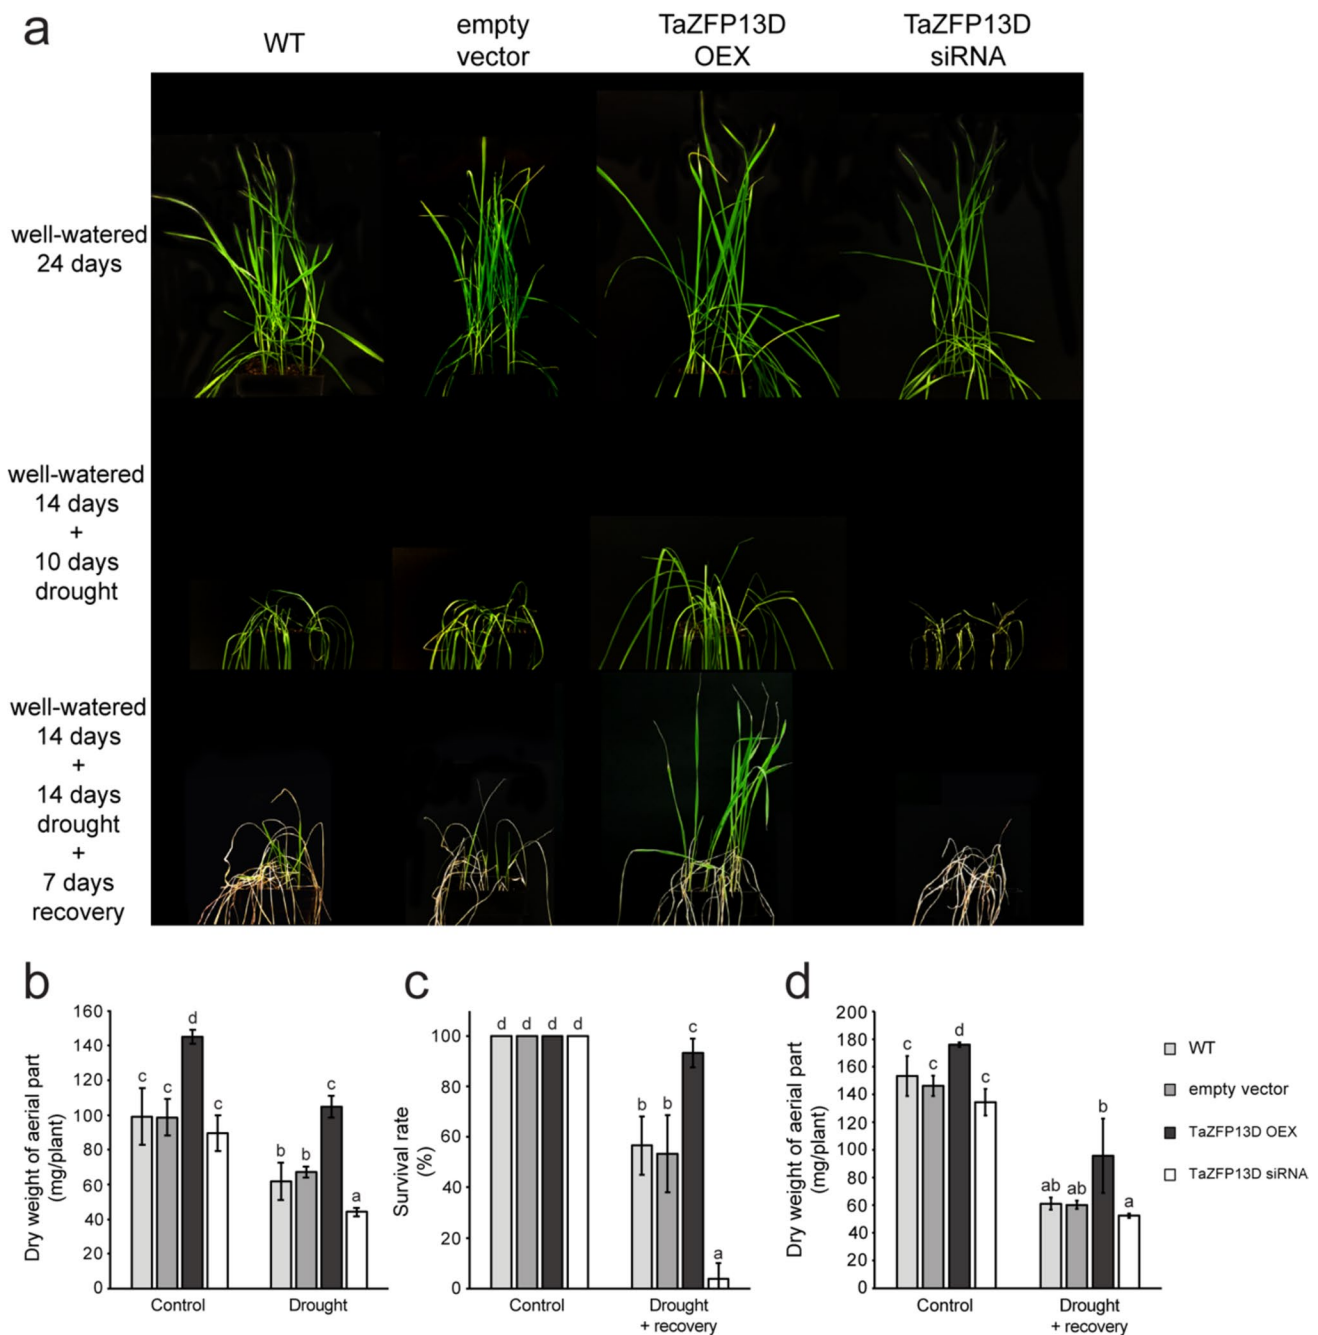 a
WT
empty
vector
TaZFP13D
OEX
TaZFP13D
siRNA
well-watered
24 days
well-watered
14 days
+
10 days
drought
well-watered
14 days
+
14 days
drought
+
7 days
recovery
b
Dry weight of aerial part
(mg/plant)
160
140
120
100
80
60
40
20
0
c
c
d
c
b
b
c
a
Control
Drought
c
Survival rate
(%)
100
80
60
40
20
0
d
d
d
d
b
b
c
a
Control
Drought
+ recovery
d
Dry weight of aerial part
(mg/plant)
200
180
160
140
120
100
80
60
40
20
0
c
c
d
c
ab
ab
b
a
Control
Drought
+ recovery
WT
empty vector
TaZFP13D OEX
TaZFP13D siRNA